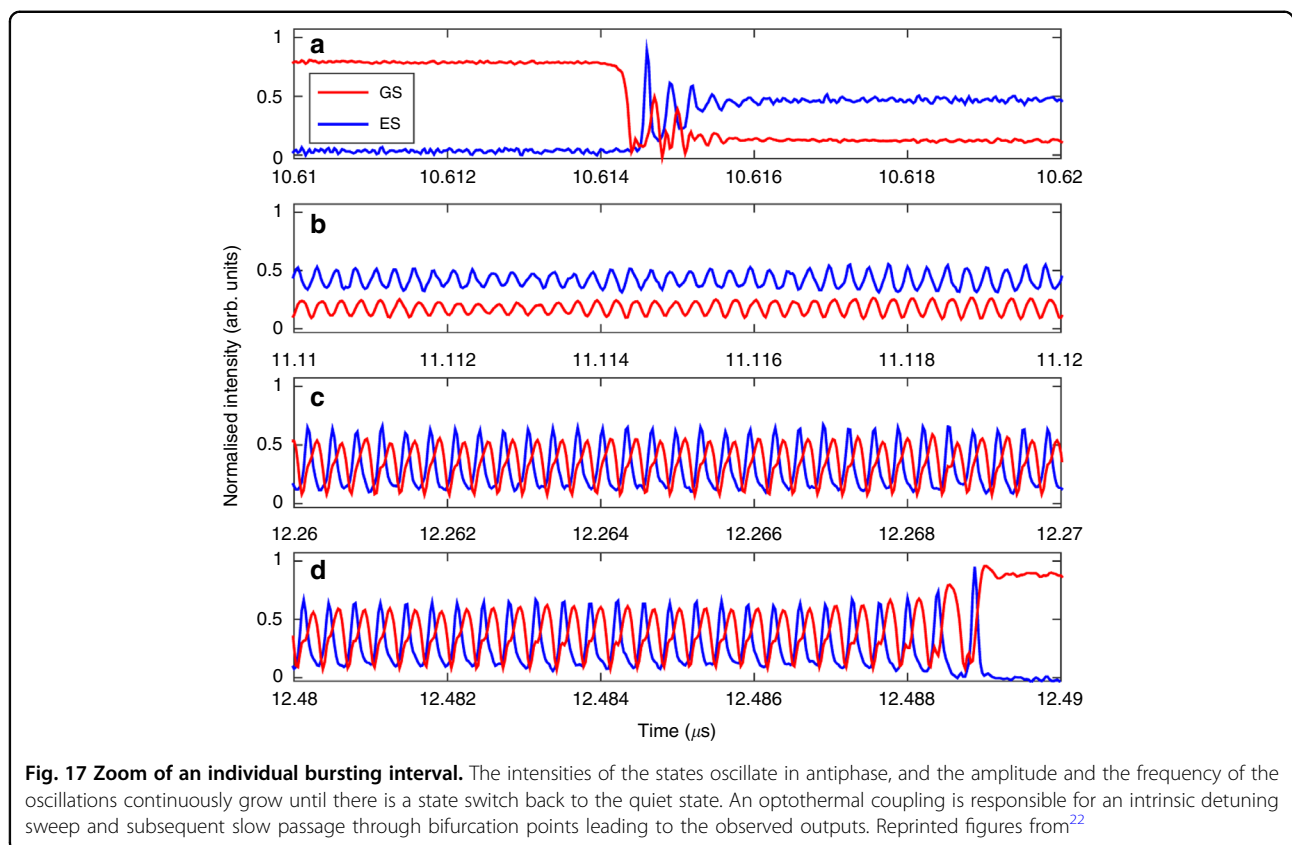 a
1
0.5
0
GS
ES
10.61 10.612 10.614 10.616 10.618 10.62
b
1
0.5
0
11.11 11.112 11.114 11.116 11.118 11.12
c
1
0.5
0
12.26 12.262 12.264 12.266 12.268 12.27
d
1
0.5
0
12.48 12.482 12.484 12.486 12.488 12.49
Normalised intensity (arb. units)
Time (μs)
Fig. 17 Zoom of an individual bursting interval. The intensities of the states oscillate in antiphase, and the amplitude and the frequency of the
oscillations continuously grow until there is a state switch back to the quiet state. An optothermal coupling is responsible for an intrinsic detuning
sweep and subsequent slow passage through bifurcation points leading to the observed outputs. Reprinted figures from22